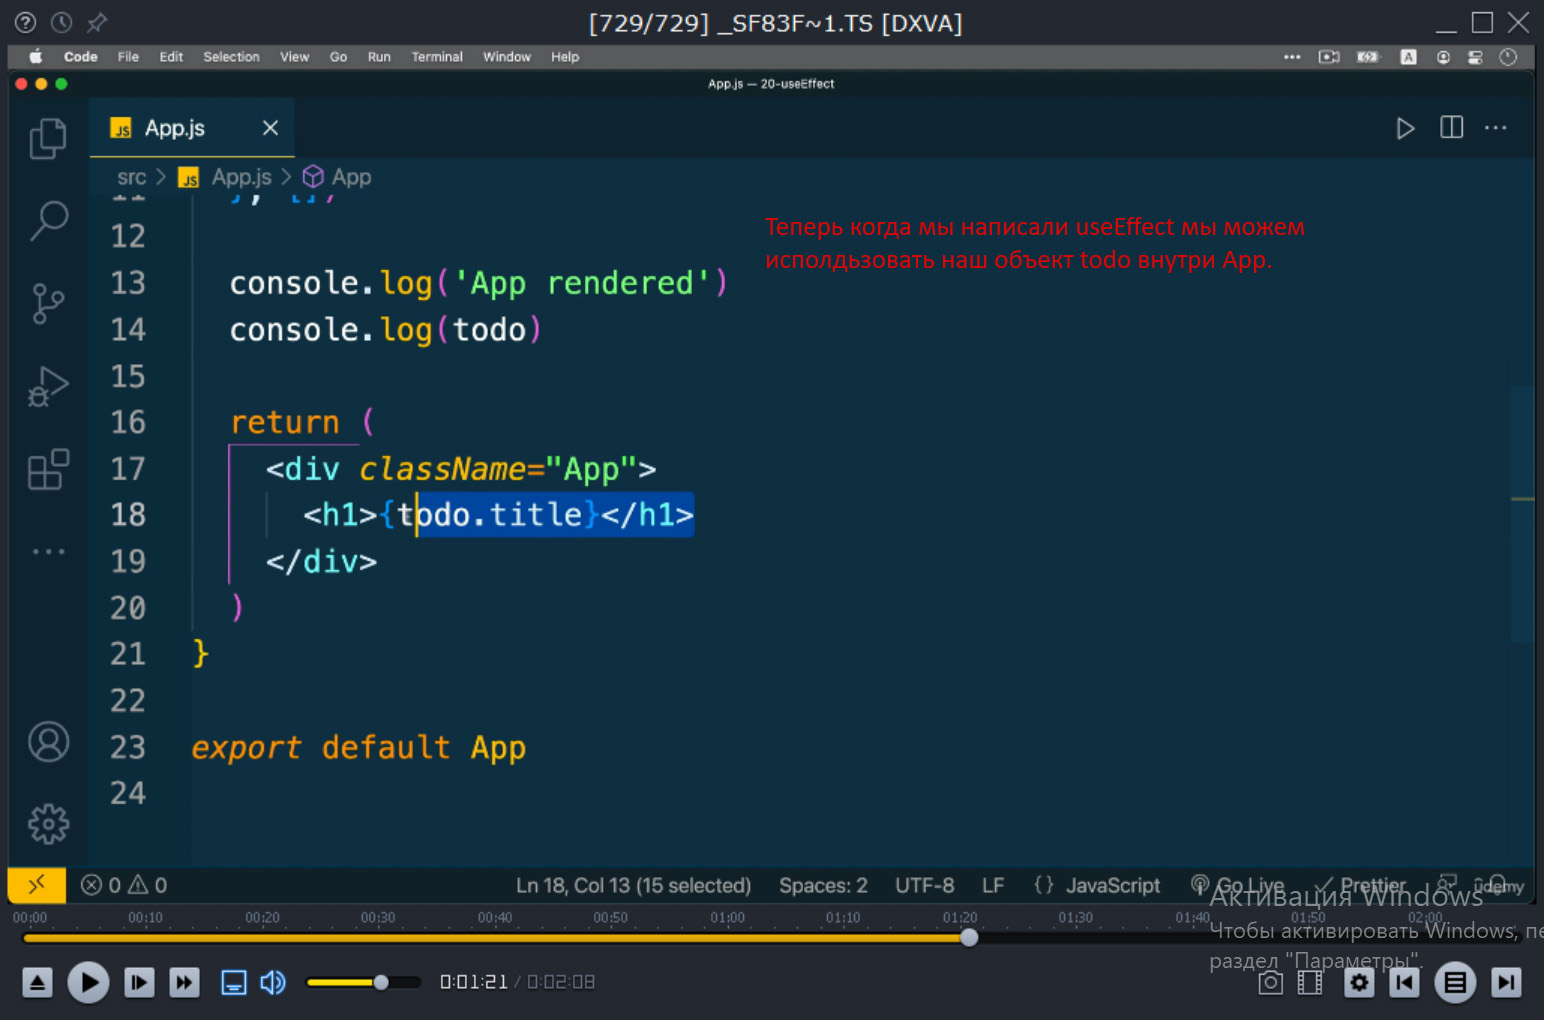 [729/729] _SF83F~1.TS [DXVA]
Code File Edit Selection View Go Run Terminal Window Help
App.js — 20-useEffect
JS App.js
src > JS App.js > App
11 }, [])
12
Теперь когда мы написали useEffect мы можем
исполдьзовать наш объект todo внутри App.
13 console.log('App rendered')
14 console.log(todo)
15
16 return (
17 <div className="App">
18 <h1>{todo.title}</h1>
19 </div>
20 )
21 }
22
23 export default App
24
0 0 Ln 18, Col 13 (15 selected) Spaces: 2 UTF-8 LF {} JavaScript Go Live Prettier ûdemy
00:00 00:10 00:20 00:30 00:40 00:50 01:00 01:10 01:20 01:30 01:40 01:50 02:00
Активация Windows
Чтобы активировать Windows, пе
раздел "Параметры".
0:01:21 / 0:02:08